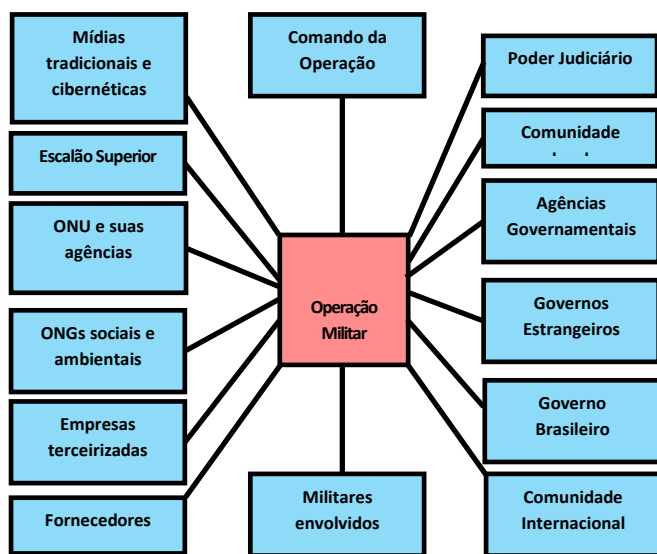 Mídias
tradicionais e
cibernéticas
Escalão Superior
ONU e suas
agências
ONGs sociais e
ambientais
Empresas
terceirizadas
Fornecedores
Comando da
Operação
Operação
Militar
Militares
envolvidos
Poder Judiciário
Comunidade
Agências
Governamentais
Governos
Estrangeiros
Governo
Brasileiro
Comunidade
Internacional